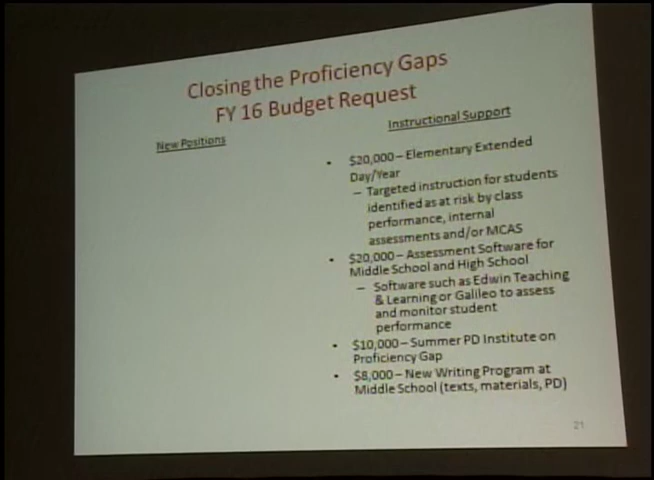 Closing the Proficiency Gaps
FY 16 Budget Request
New Positions
Instructional Support
• $20,000 – Elementary Extended
Day/Year
– Targeted instruction for students
identified as at risk by class
performance, internal
assessments and/or MCAS
• $20,000 – Assessment Software for
Middle School and High School
– Software such as Edwin Teaching
& Learning or Galileo to assess
and monitor student
performance
• $10,000 – Summer PD Institute on
Proficiency Gap
• $8,000 – New Writing Program at
Middle School (texts, materials, PD)
21